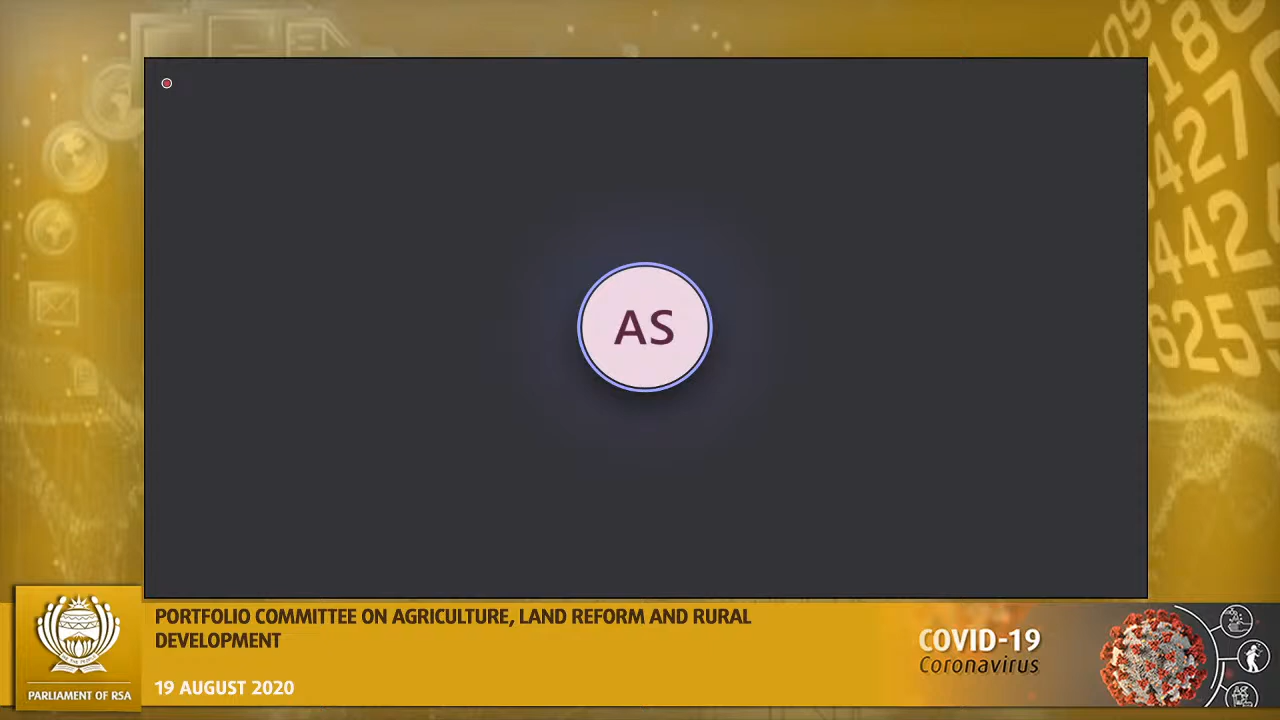 AS
PORTFOLIO COMMITTEE ON AGRICULTURE, LAND REFORM AND RURAL
DEVELOPMENT
19 AUGUST 2020
PARLIAMENT OF RSA
COVID-19
Coronavirus